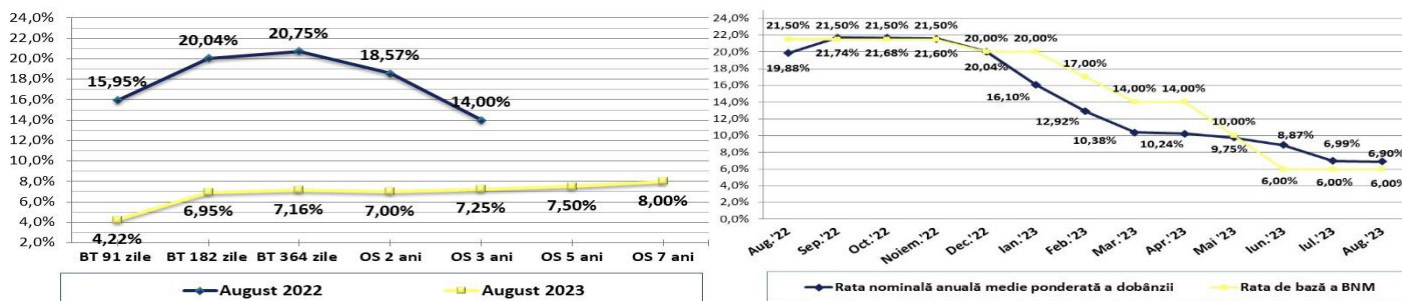 24,0%
22,0%
20,0%
18,0%
16,0%
14,0%
12,0%
10,0%
8,0%
6,0%
4,0%
2,0%
15,95%
20,04%
20,75%
18,57%
14,00%
4,22%
6,95%
7,16%
7,00%
7,25%
7,50%
8,00%
BT 91 zile
BT 182 zile
BT 364 zile
OS 2 ani
OS 3 ani
OS 5 ani
OS 7 ani
August 2022
August 2023
24,0%
22,0%
20,0%
18,0%
16,0%
14,0%
12,0%
10,0%
8,0%
6,0%
4,0%
2,0%
0,0%
21,50%
21,50%
21,50%
21,50%
20,00%
20,00%
17,00%
14,00%
14,00%
10,00%
6,00%
6,00%
6,00%
19,88%
21,74%
21,68%
21,60%
20,04%
16,10%
12,92%
10,38%
10,24%
9,75%
8,87%
6,99%
6,90%
Aug.'22
Sep.'22
Oct.'22
Noiem.'22
Dec.'22
Ian.'23
Feb.'23
Mar.'23
Apr.'23
Mai '23
Iun.'23
Iul.'23
Aug.'23
Rata nominală anuală medie ponderată a dobânzii
Rata de bază a BNM